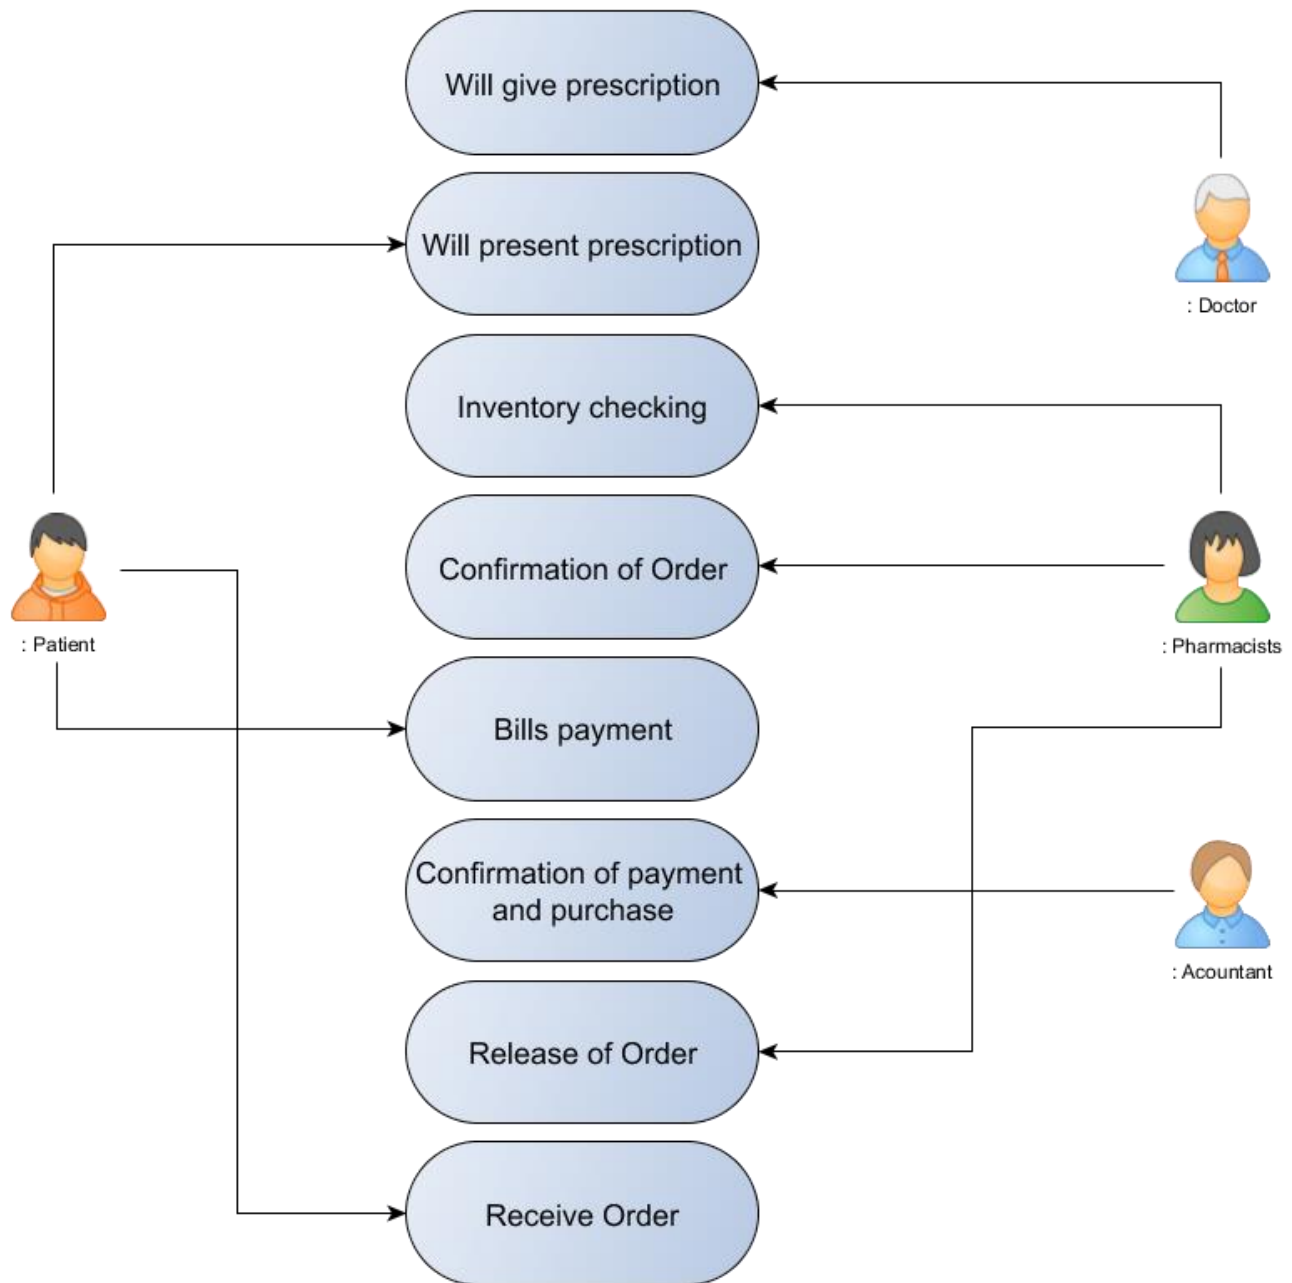 Will give prescription
Will present prescription
: Doctor
Inventory checking
Confirmation of Order
: Patient
: Pharmacists
Bills payment
Confirmation of payment
and purchase
: Acountant
Release of Order
Receive Order